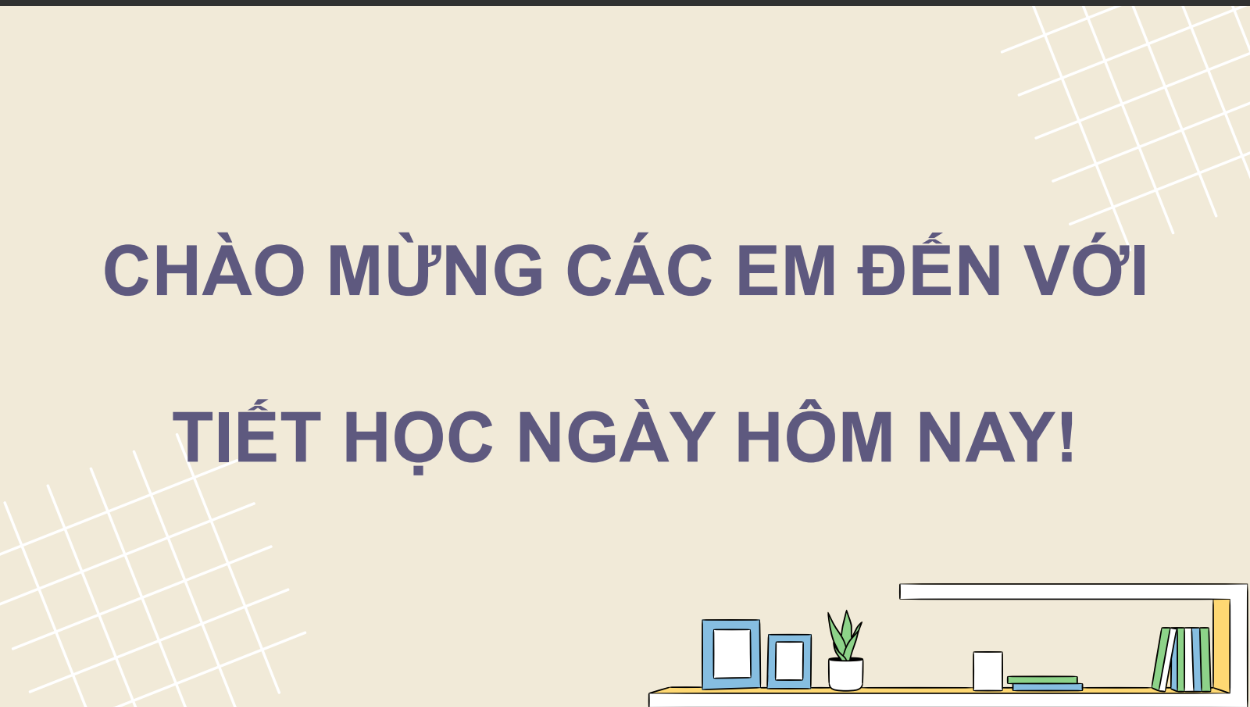 CHÀO MỪNG CÁC EM ĐẾN VỚI
TIẾT HỌC NGÀY HÔM NAY!